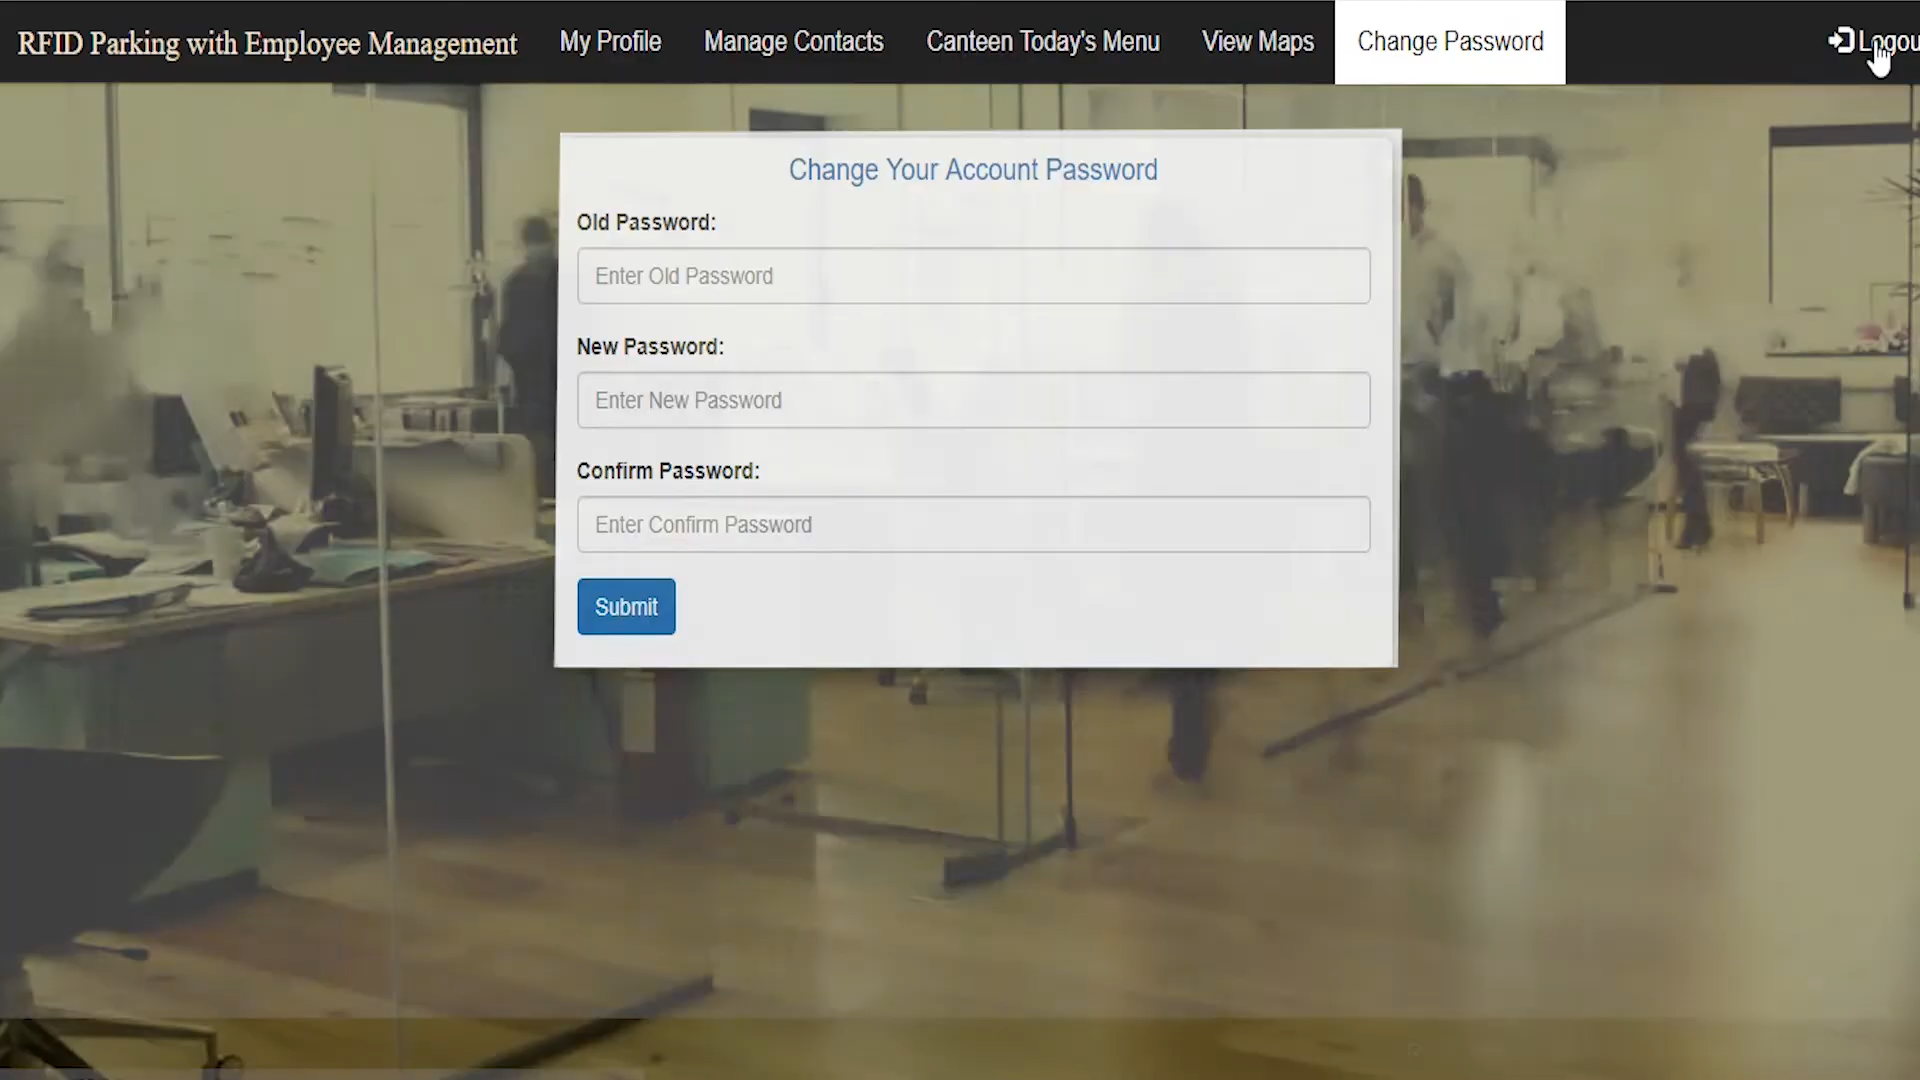 RFID Parking with Employee Management
My Profile
Manage Contacts
Canteen Today's Menu
View Maps
Change Password
Logou
Change Your Account Password
Old Password:
Enter Old Password
New Password:
Enter New Password
Confirm Password:
Enter Confirm Password
Submit